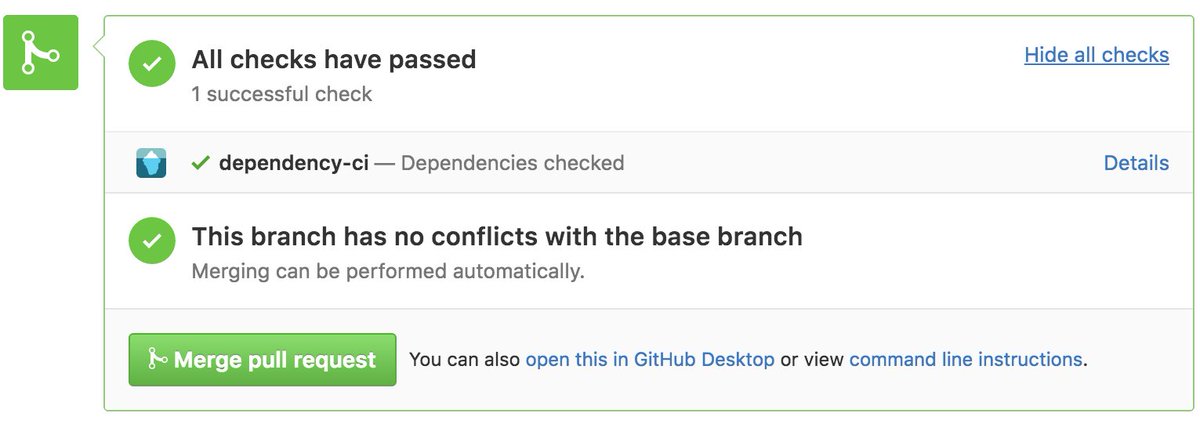 All checks have passed
Hide all checks
1 successful check
dependency-ci — Dependencies checked
Details
This branch has no conflicts with the base branch
Merging can be performed automatically.
Merge pull request
You can also open this in GitHub Desktop or view command line instructions.